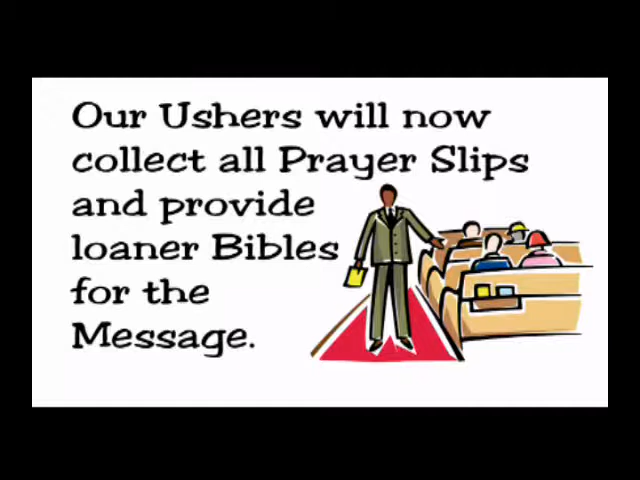 Our Ushers will now
collect all Prayer Slips
and provide
loaner Bibles
for the
Message.